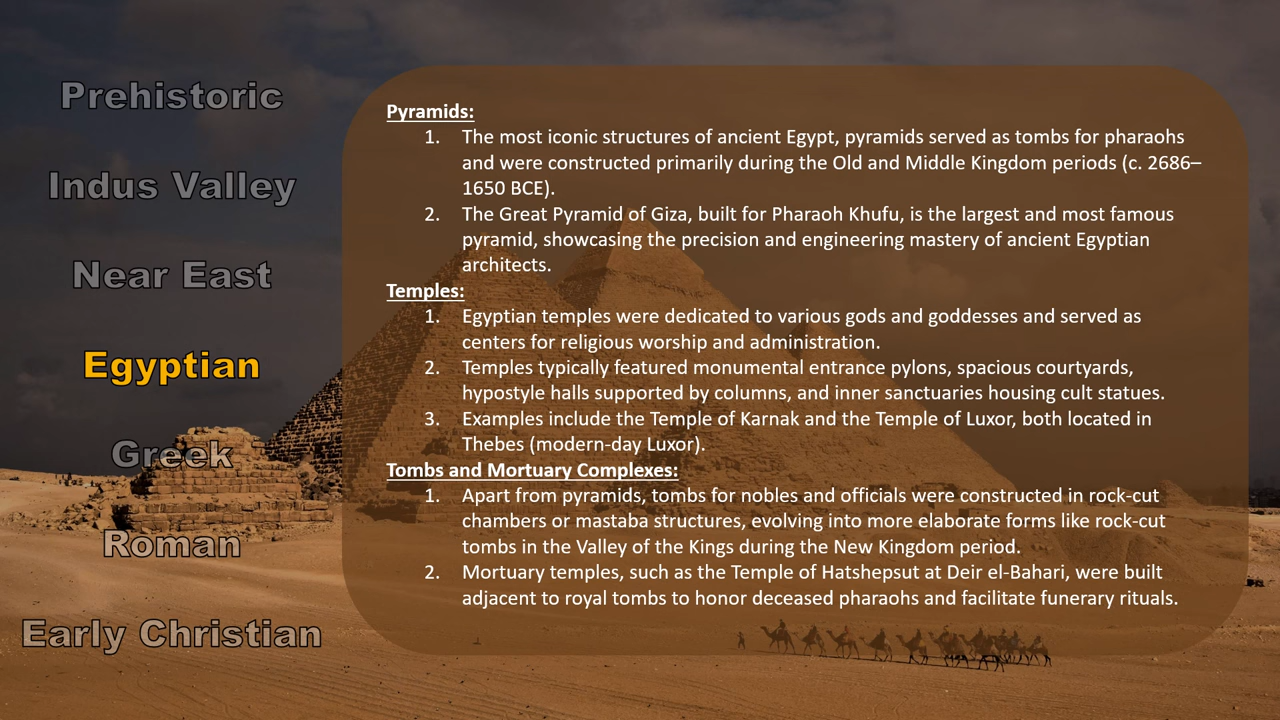 Prehistoric
Indus Valley
Near East
Egyptian
Greek
Roman
Early Christian
Pyramids:
1. The most iconic structures of ancient Egypt, pyramids served as tombs for pharaohs
and were constructed primarily during the Old and Middle Kingdom periods (c. 2686–
1650 BCE).
2. The Great Pyramid of Giza, built for Pharaoh Khufu, is the largest and most famous
pyramid, showcasing the precision and engineering mastery of ancient Egyptian
architects.
Temples:
1. Egyptian temples were dedicated to various gods and goddesses and served as
centers for religious worship and administration.
2. Temples typically featured monumental entrance pylons, spacious courtyards,
hypostyle halls supported by columns, and inner sanctuaries housing cult statues.
3. Examples include the Temple of Karnak and the Temple of Luxor, both located in
Thebes (modern-day Luxor).
Tombs and Mortuary Complexes:
1. Apart from pyramids, tombs for nobles and officials were constructed in rock-cut
chambers or mastaba structures, evolving into more elaborate forms like rock-cut
tombs in the Valley of the Kings during the New Kingdom period.
2. Mortuary temples, such as the Temple of Hatshepsut at Deir el-Bahari, were built
adjacent to royal tombs to honor deceased pharaohs and facilitate funerary rituals.